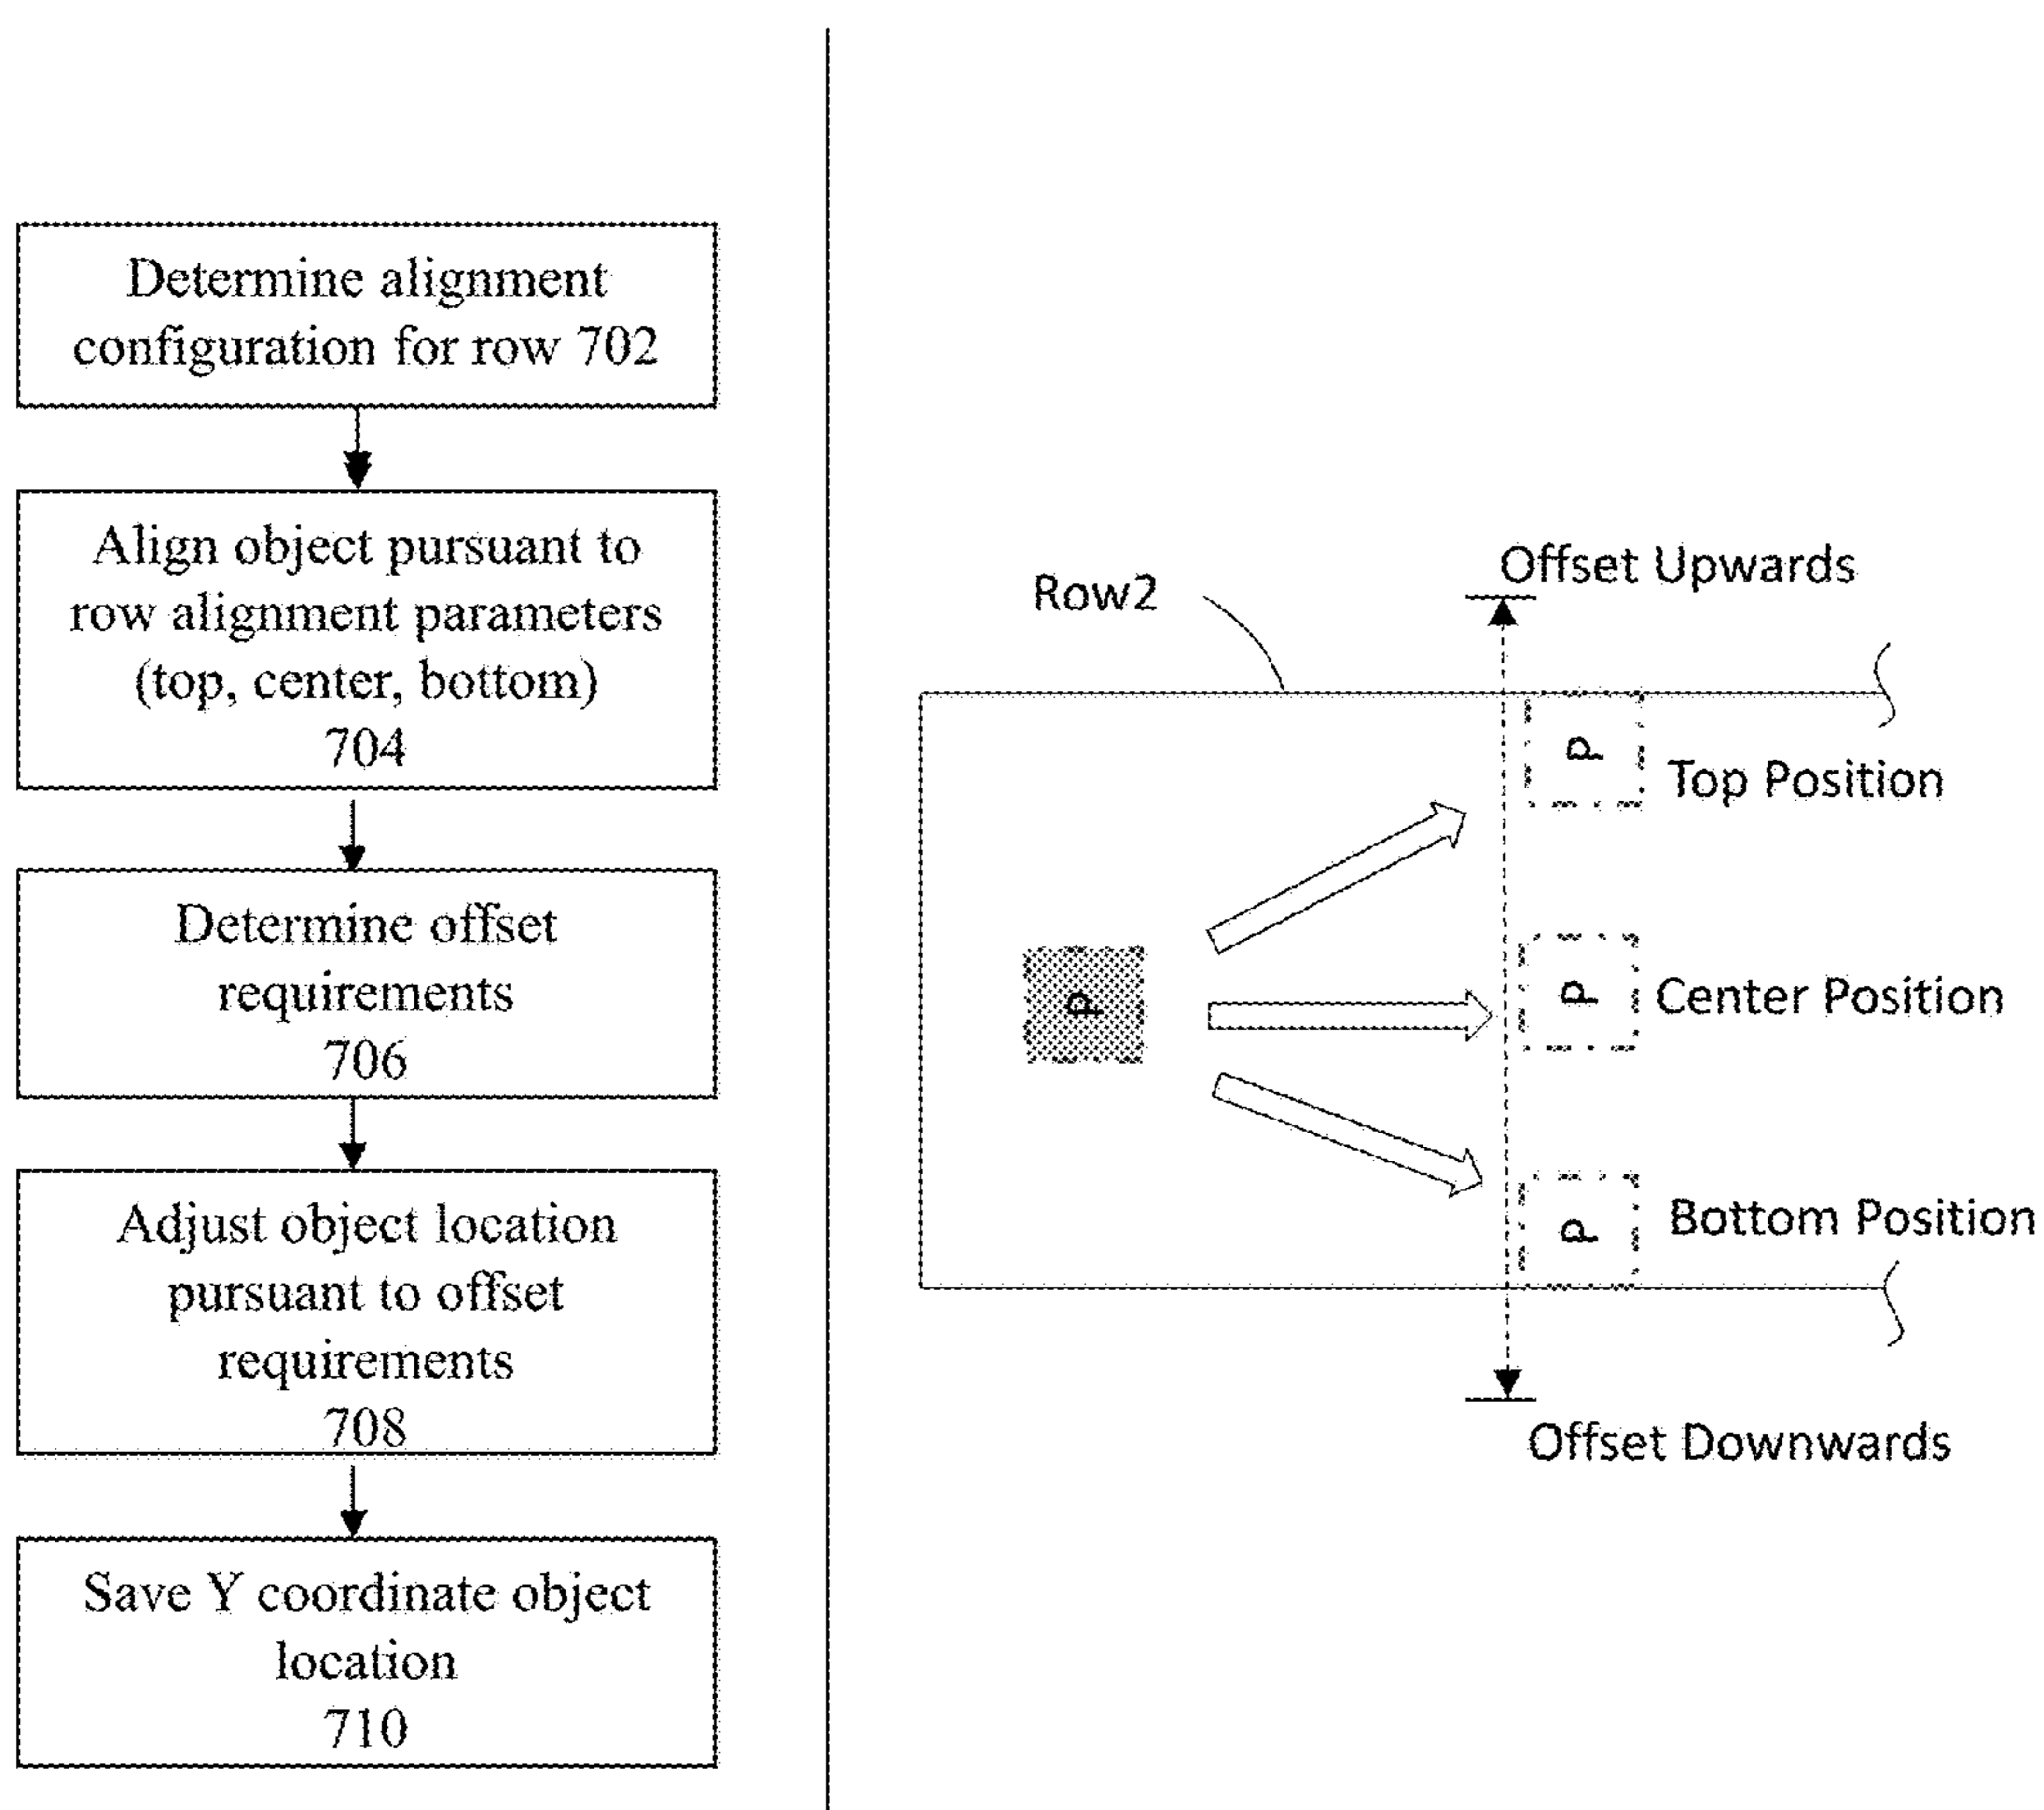 Determine alignment
configuration for row 702
Align object pursuant to
row alignment parameters
(top, center, bottom)
704
Determine offset
requirements
706
Adjust object location
pursuant to offset
requirements
708
Save Y coordinate object
location
710
Offset Upwards
Row2
P
Top Position
P
P
Center Position
P
Bottom Position
Offset Downwards